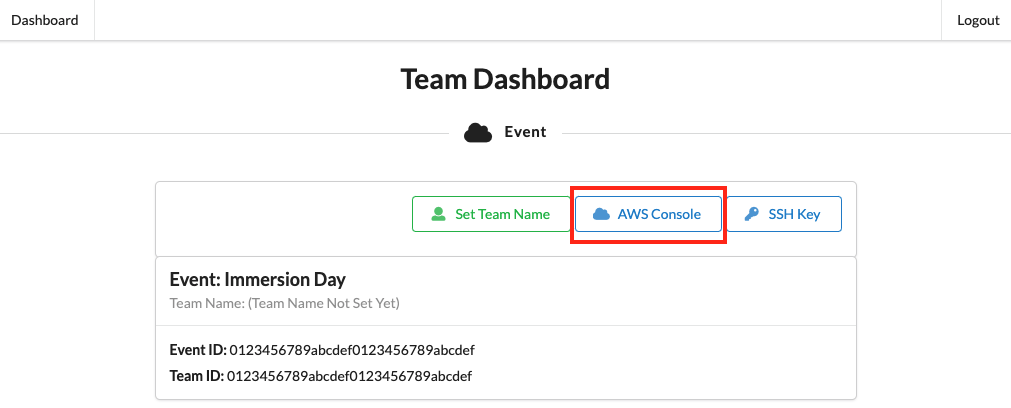 Dashboard Logout
Team Dashboard
Event
Set Team Name AWS Console SSH Key
Event: Immersion Day
Team Name: (Team Name Not Set Yet)
Event ID: 0123456789abcdef0123456789abcdef
Team ID: 0123456789abcdef0123456789abcdef